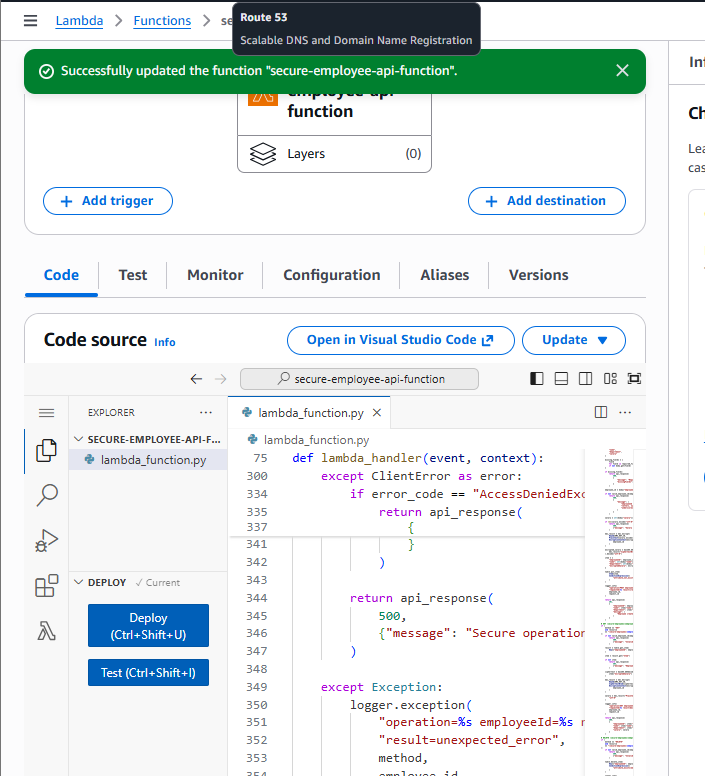 Route 53
Scalable DNS and Domain Name Registration
Lambda > Functions > se
Successfully updated the function "secure-employee-api-function".
employee-api-
function
Layers (0)
+ Add trigger
+ Add destination
Code Test Monitor Configuration Aliases Versions
Code source Info
Open in Visual Studio Code
Update
secure-employee-api-function
EXPLORER
SECURE-EMPLOYEE-API-F...
lambda_function.py
DEPLOY ✓ Current
Deploy
(Ctrl+Shift+U)
Test (Ctrl+Shift+I)
lambda_function.py
lambda_function.py
75 def lambda_handler(event, context):
300 except ClientError as error:
334 if error_code == "AccessDeniedExc
335 return api_response(
337 {
341 }
342 )
343
344 return api_response(
345 500,
346 {"message": "Secure operation
347 )
348
349 except Exception:
350 logger.exception(
351 "operation=%s employeeId=%s r
352 "result=unexpected_error",
353 method,
354 employee_id
Int
Ch
Lea
cas